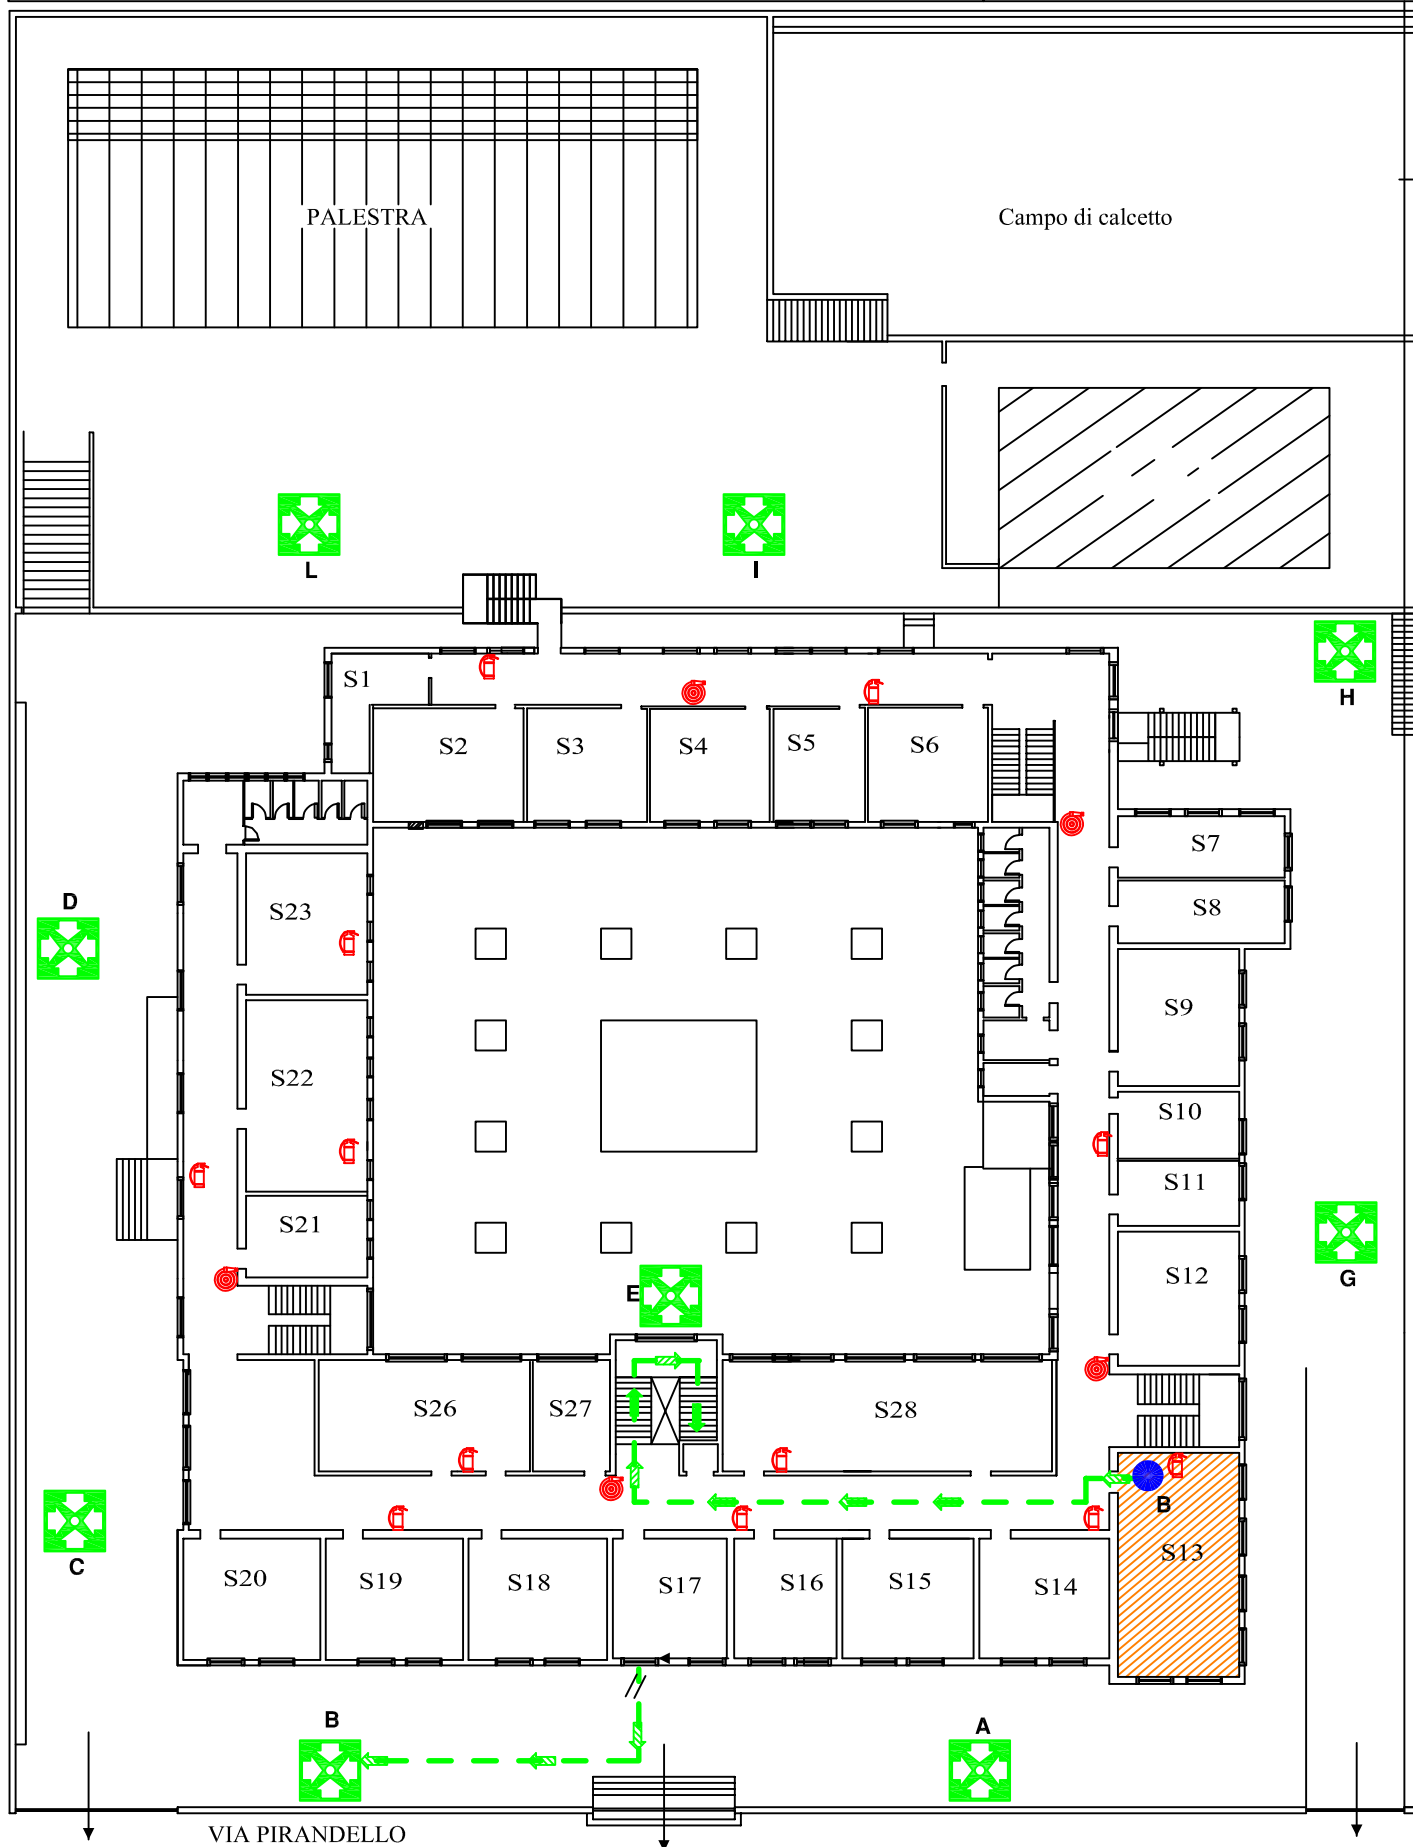 PALESTRA
Campo di calcetto
L
I
H
S1
S2
S3
S4
S5
S6
S7
S8
D
S23
S9
S22
S10
S11
S21
S12
G
E
S26
S27
S28
B
C
S13
S20
S19
S18
S17
S16
S15
S14
B
A
VIA PIRANDELLO